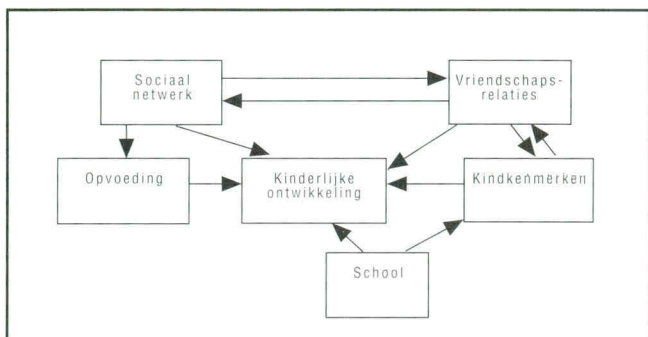 Sociaal
netwerk
Vriendschaps-
relaties
Opvoeding
Kinderlijke
ontwikkeling
Kindkenmerken
School